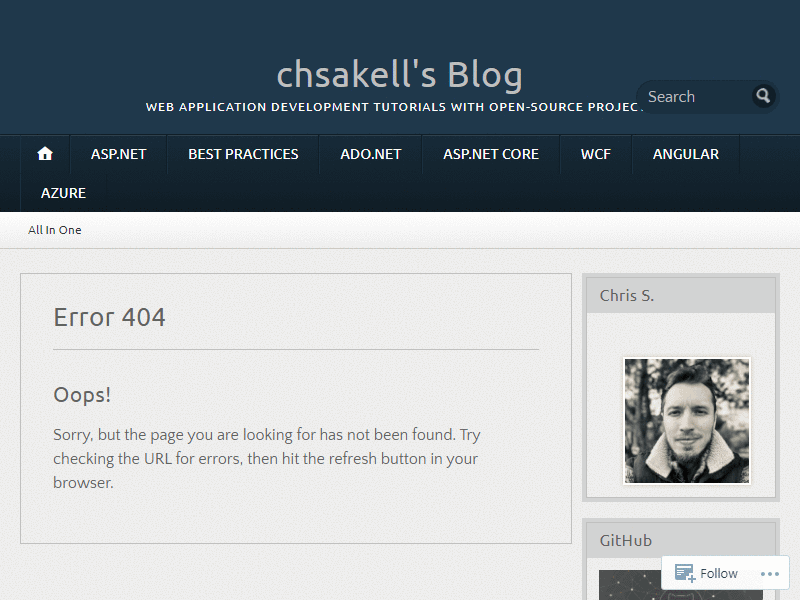 chsakell's Blog
WEB APPLICATION DEVELOPMENT TUTORIALS WITH OPEN-SOURCE PROJEC
Search
ASP.NET
BEST PRACTICES
ADO.NET
ASP.NET CORE
WCF
ANGULAR
AZURE
All In One
Error 404
Oops!
Sorry, but the page you are looking for has not been found. Try
checking the URL for errors, then hit the refresh button in your
browser.
Chris S.
GitHub
Follow